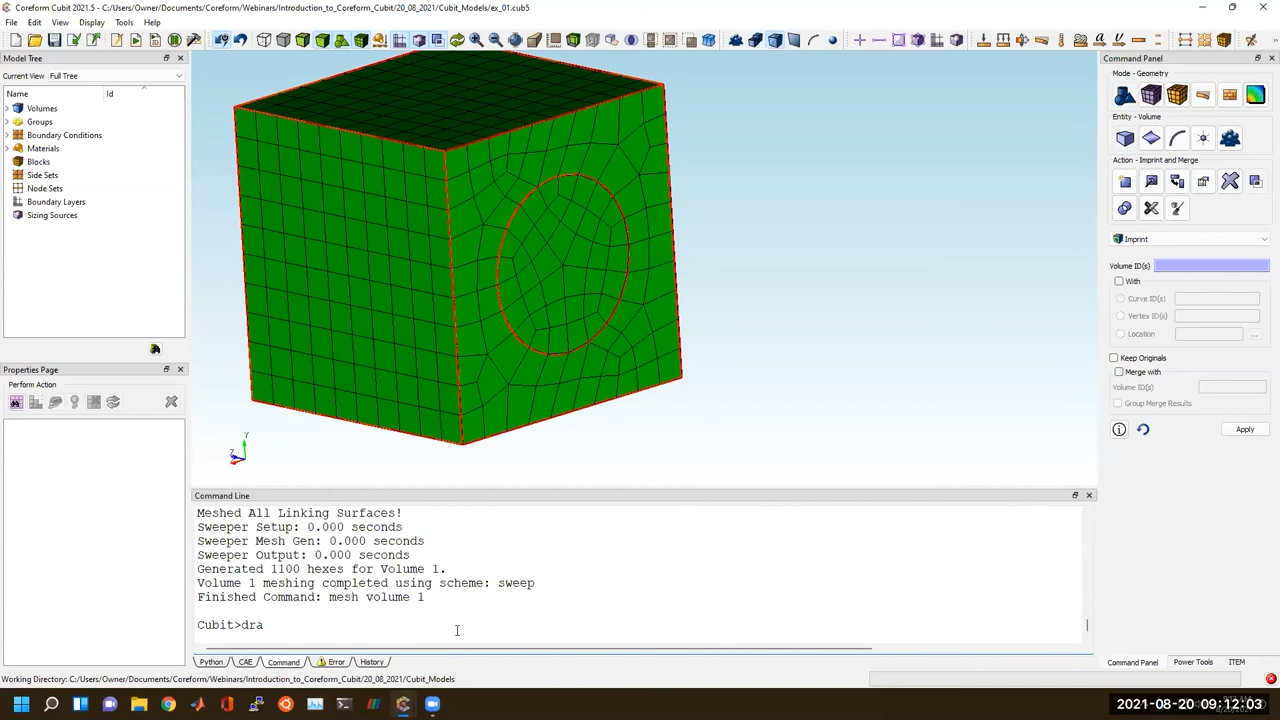 Coreform Cubit 2021.5 - C:/Users/Owner/Documents/Coreform/Webinars/Introduction_to_Coreform_Cubit/20_08_2021/Cubit_Models/ex_01.cub5
File Edit View Display Tools Help
Model Tree
Current View Full Tree
Name Id
Volumes
Groups
Boundary Conditions
Materials
Blocks
Side Sets
Node Sets
Boundary Layers
Sizing Sources
Properties Page
Perform Action
Y
Z
Command Line
Meshed All Linking Surfaces!
Sweeper Setup: 0.000 seconds
Sweeper Mesh Gen: 0.000 seconds
Sweeper Output: 0.000 seconds
Generated 1100 hexes for Volume 1.
Volume 1 meshing completed using scheme: sweep
Finished Command: mesh volume 1
Cubit>dra
Python CAE Command Error History
Command Panel
Mode - Geometry
Entity - Volume
Action - Imprint and Merge
Imprint
Volume ID(s)
With
Curve ID(s)
Vertex ID(s)
Location
...
Keep Originals
Merge with
Volume ID(s)
Group Merge Results
Apply
Command Panel Power Tools ITEM
Working Directory: C:/Users/Owner/Documents/Coreform/Webinars/Introduction_to_Coreform_Cubit/20_08_2021/Cubit_Models
2021-08-20 09:12:03